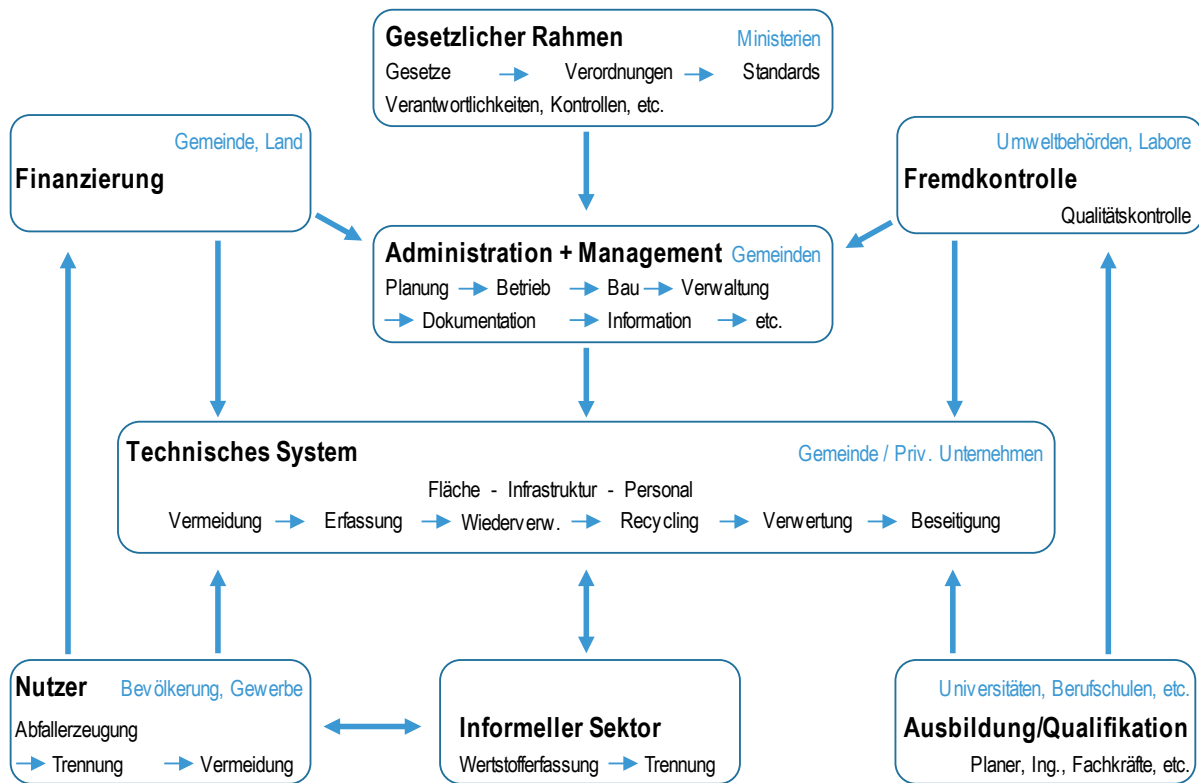 Gesetzlicher Rahmen Ministerien
Gesetze → Verordnungen → Standards
Verantwortlichkeiten, Kontrollen, etc.
Gemeinde, Land
Finanzierung
Umweltbehörden, Labore
Fremdkontrolle
Qualitätskontrolle
Administration + Management Gemeinden
Planung → Betrieb → Bau → Verwaltung
→ Dokumentation → Information → etc.
Technisches System Gemeinde / Priv. Unternehmen
Fläche - Infrastruktur - Personal
Vermeidung → Erfassung → Wiederverw. → Recycling → Verwertung → Beseitigung
Nutzer Bevölkerung, Gewerbe
Abfallerzeugung
→ Trennung → Vermeidung
Informeller Sektor
Wertstofferfassung → Trennung
Universitäten, Berufschulen, etc.
Ausbildung/Qualifikation
Planer, Ing., Fachkräfte, etc.